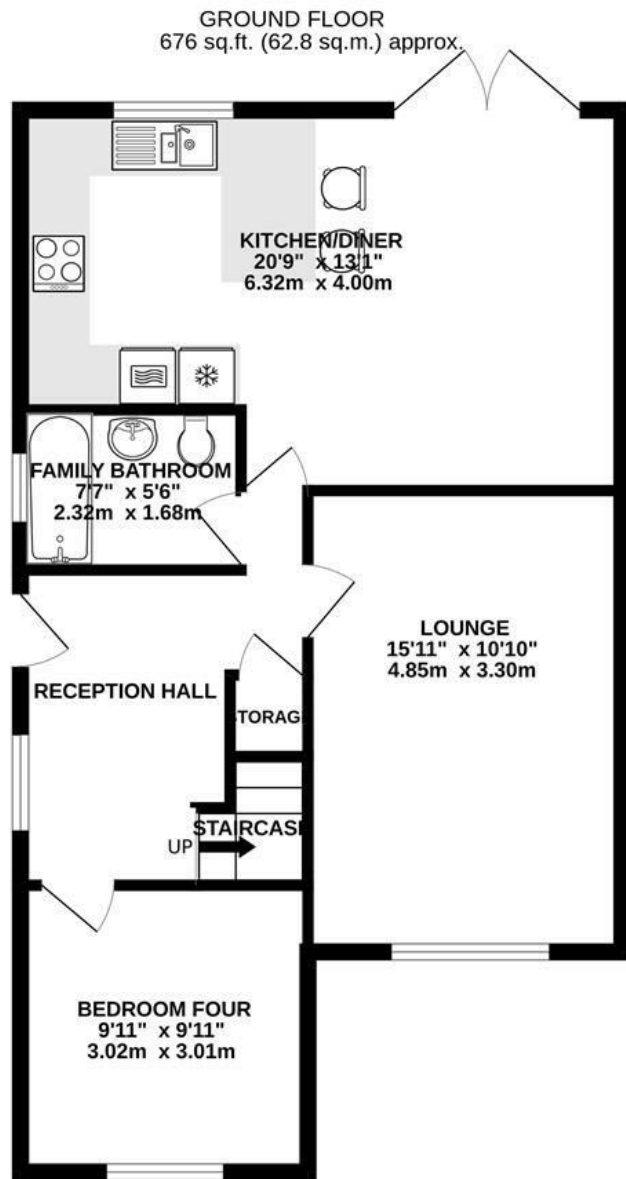 GROUND FLOOR
676 sq.ft. (62.8 sq.m.) approx.
KITCHEN/DINER
20'9" x 13'1"
6.32m x 4.00m
FAMILY BATHROOM
7'7" x 5'6"
2.32m x 1.68m
LOUNGE
15'11" x 10'10"
4.85m x 3.30m
RECEPTION HALL
STORAGE
STAIRCASE
UP
BEDROOM FOUR
9'11" x 9'11"
3.02m x 3.01m